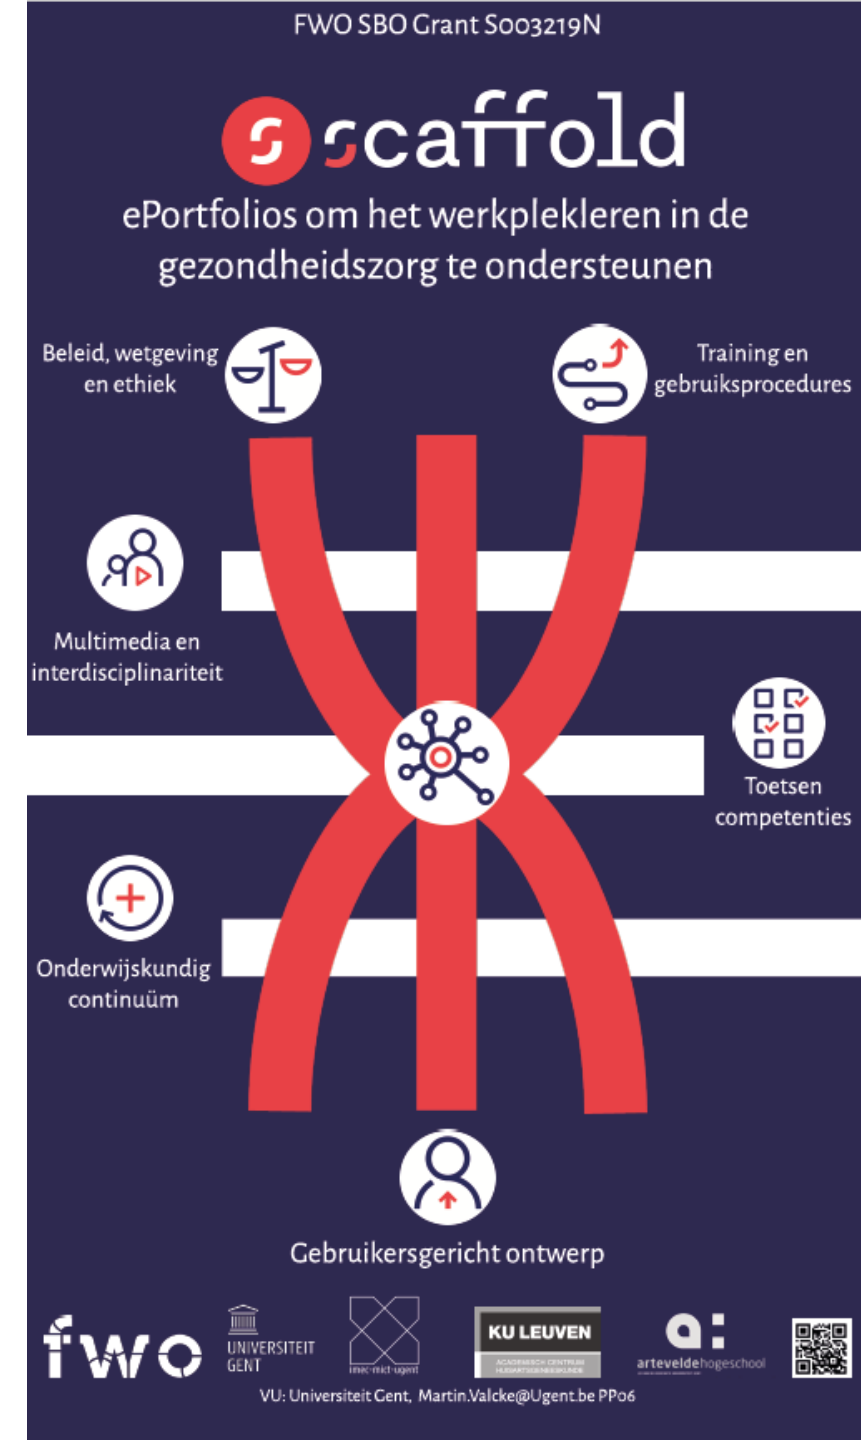 FWO SBO Grant S003219N
scaffold
ePortfolios om het werkplekleren in de
gezondheidszorg te ondersteunen
Beleid, wetgeving
en ethiek
Training en
gebruiksprocedures
Multimedia en
interdisciplinariteit
Toetsen
competenties
Onderwijskundig
continuüm
Gebruikersgericht ontwerp
fwo
UNIVERSITEIT
GENT
imec-mict-ugent
KU LEUVEN
ACADEMISCH CENTRUM
HUISARTSGENEESKUNDE
a:
arteveldehogeschool
VU: Universiteit Gent, Martin.Valcke@Ugent.be PP06